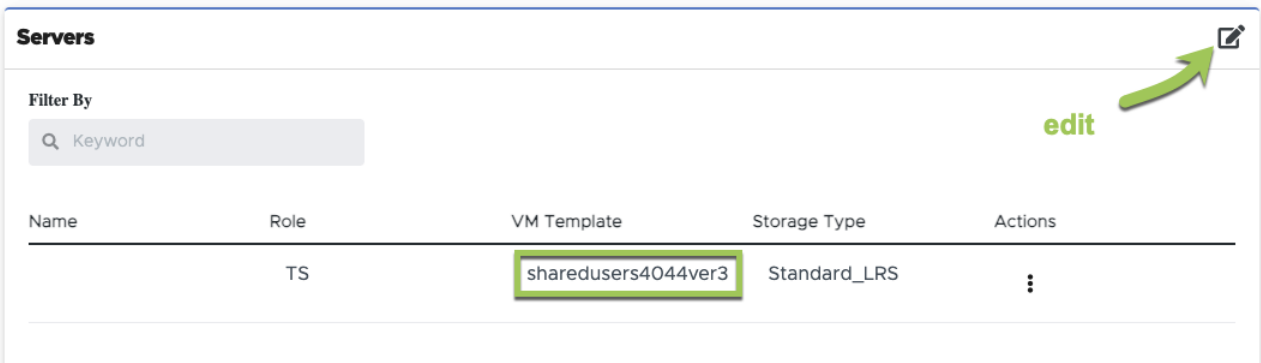 Servers
edit
Filter By
Keyword
Name Role VM Template Storage Type Actions
TS sharedusers4044ver3 Standard_LRS